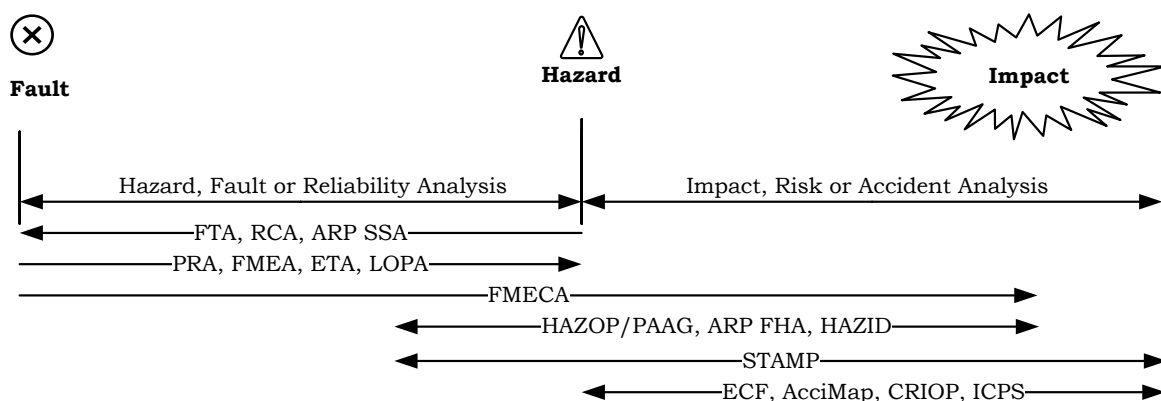 Fault
Hazard
Impact
Hazard, Fault or Reliability Analysis
Impact, Risk or Accident Analysis
FTA, RCA, ARP SSA
PRA, FMEA, ETA, LOPA
FMECA
HAZOP/PAAG, ARP FHA, HAZID
STAMP
ECF, AcciMap, CRIOP, ICPS